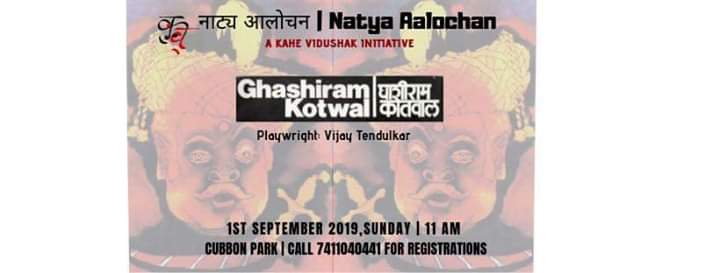 नाट्य आलोचन | Natya Aalochan
A KAHE VIDUSHAK INITIATIVE
Ghashiram घाशीराम
Kotwal कोतवाल
Playwright: Vijay Tendulkar
1ST SEPTEMBER 2019,SUNDAY | 11 AM
CUBBON PARK | CALL 7411040441 FOR REGISTRATIONS